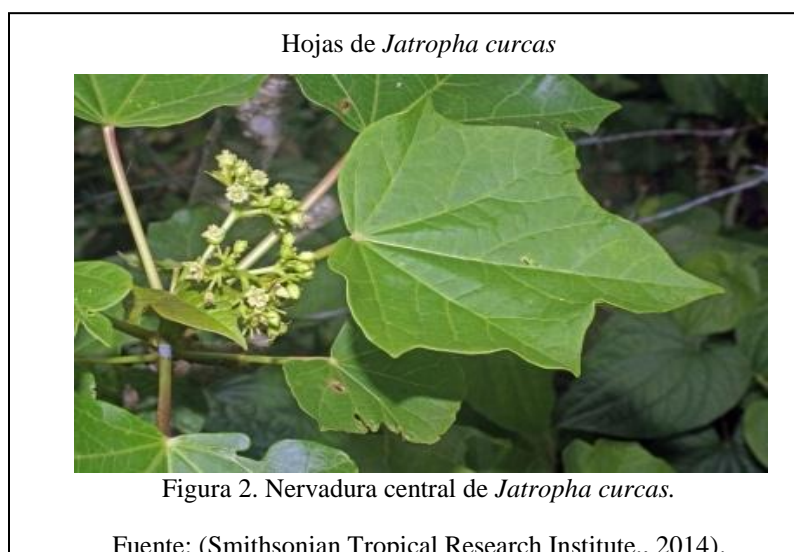 Hojas de Jatropha curcas
Figura 2. Nervadura central de Jatropha curcas.
Fuente: (Smithsonian Tropical Research Institute., 2014).